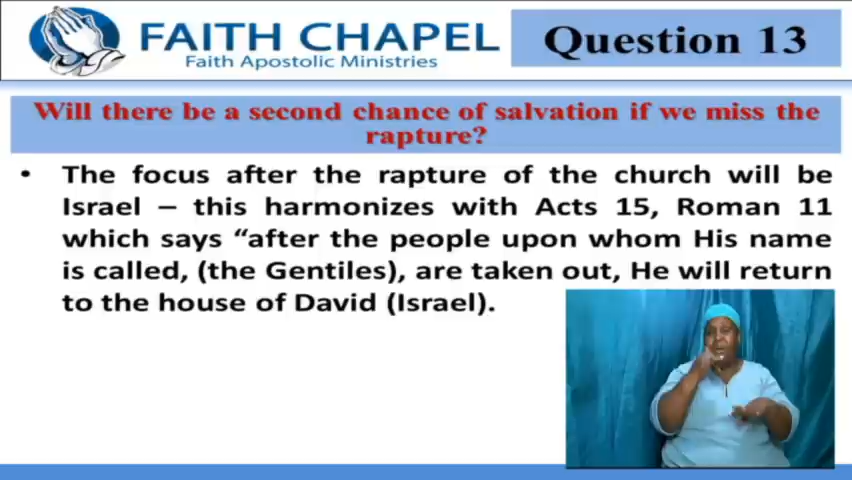 FAITH CHAPEL
Faith Apostolic Ministries
Question 13
Will there be a second chance of salvation if we miss the
rapture?
• The focus after the rapture of the church will be
Israel – this harmonizes with Acts 15, Roman 11
which says “after the people upon whom His name
is called, (the Gentiles), are taken out, He will return
to the house of David (Israel).